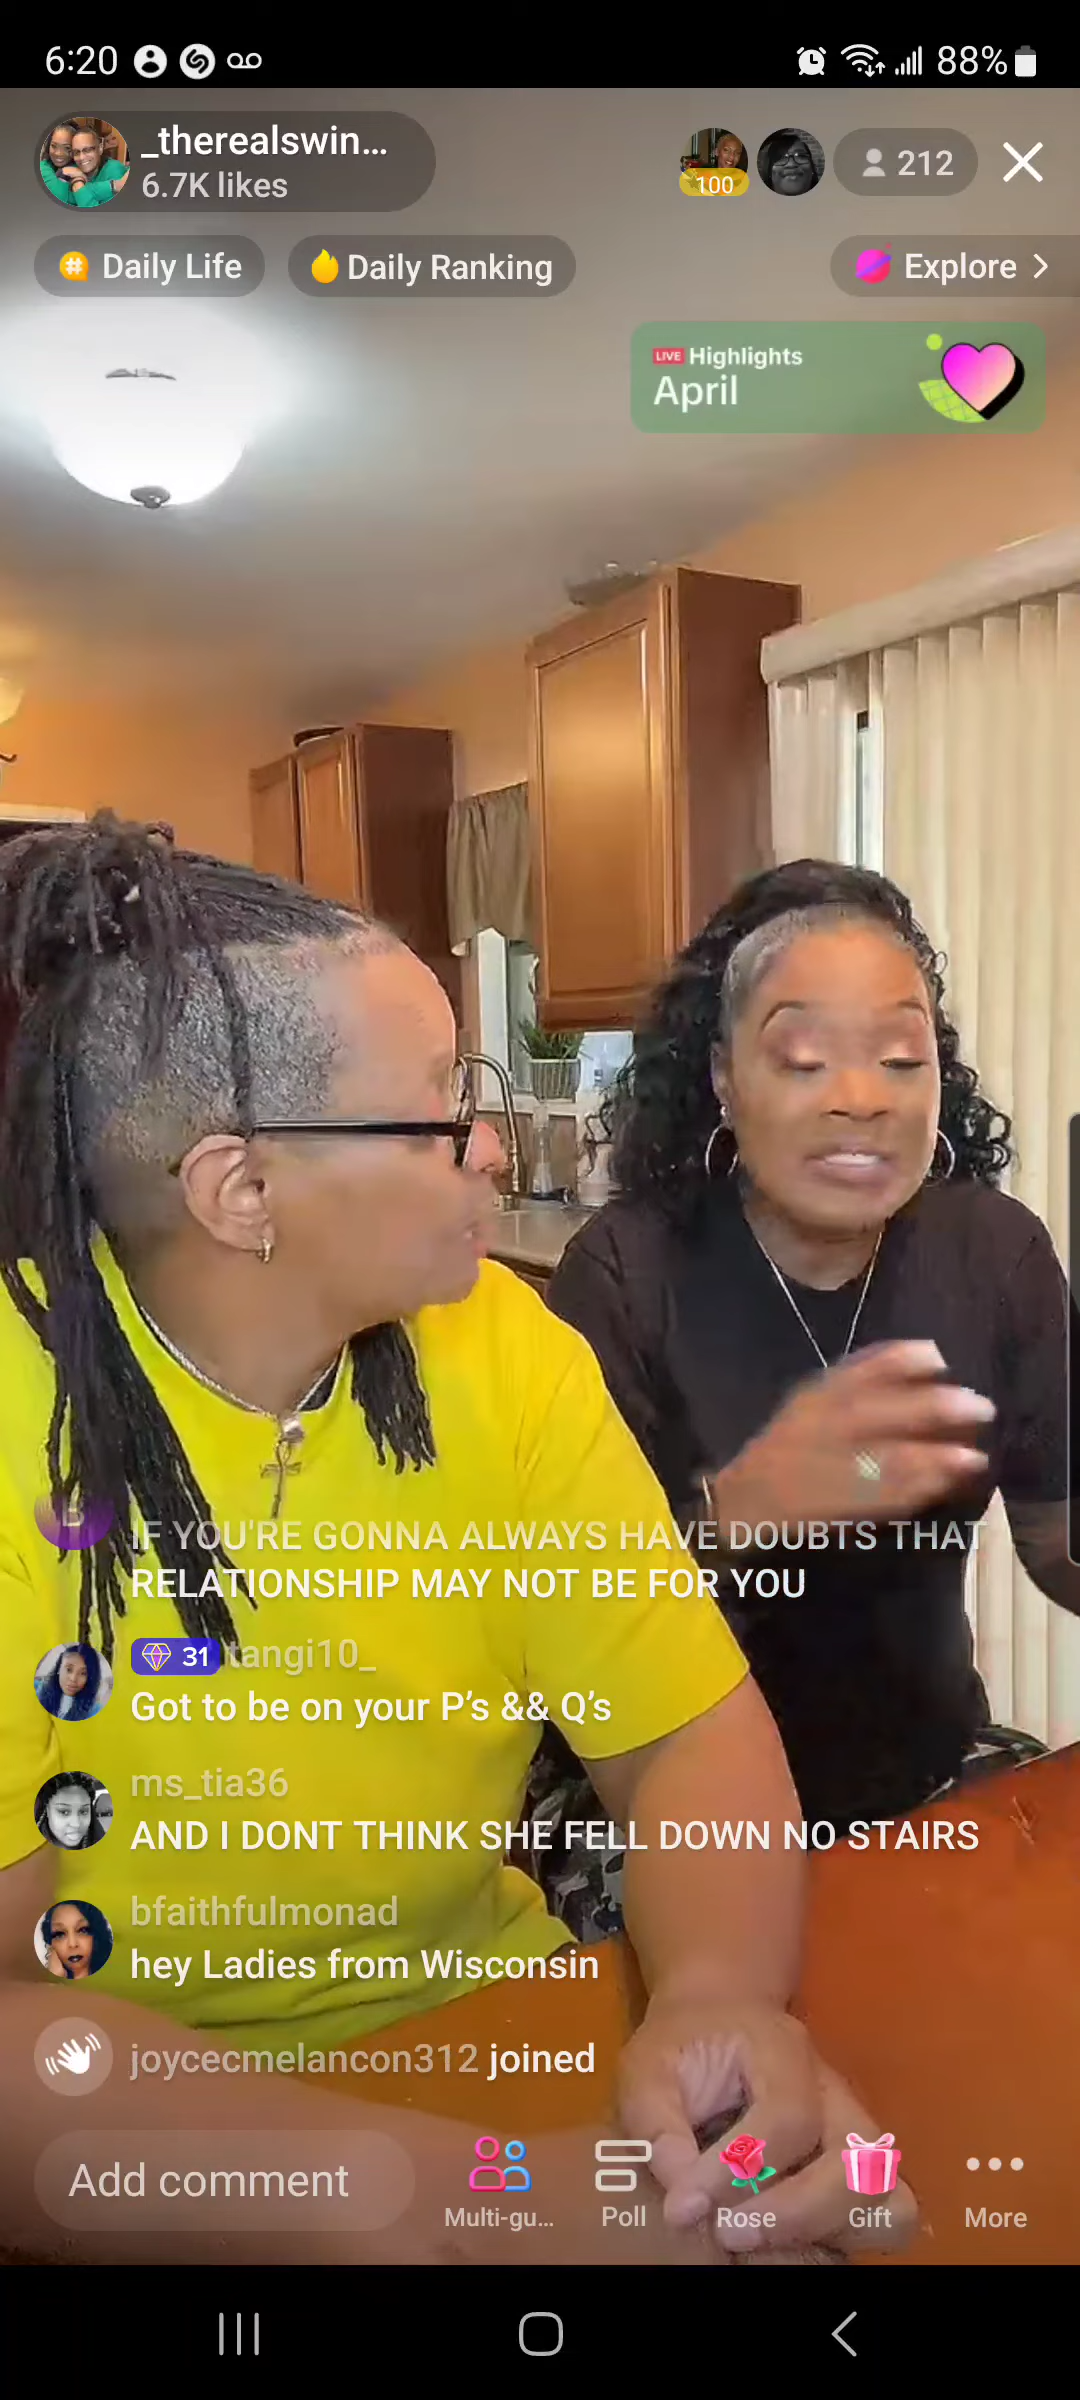 6:20
88%
_therealswin...
6.7K likes
100
212
Daily Life
Daily Ranking
Explore
LIVE Highlights
April
B
IF YOU'RE GONNA ALWAYS HAVE DOUBTS THAT
RELATIONSHIP MAY NOT BE FOR YOU
31 tangi10_
Got to be on your P’s && Q’s
ms_tia36
AND I DONT THINK SHE FELL DOWN NO STAIRS
bfaithfulmonad
hey Ladies from Wisconsin
joycecmelancon312 joined
Add comment
Multi-gu...
Poll
Rose
Gift
More